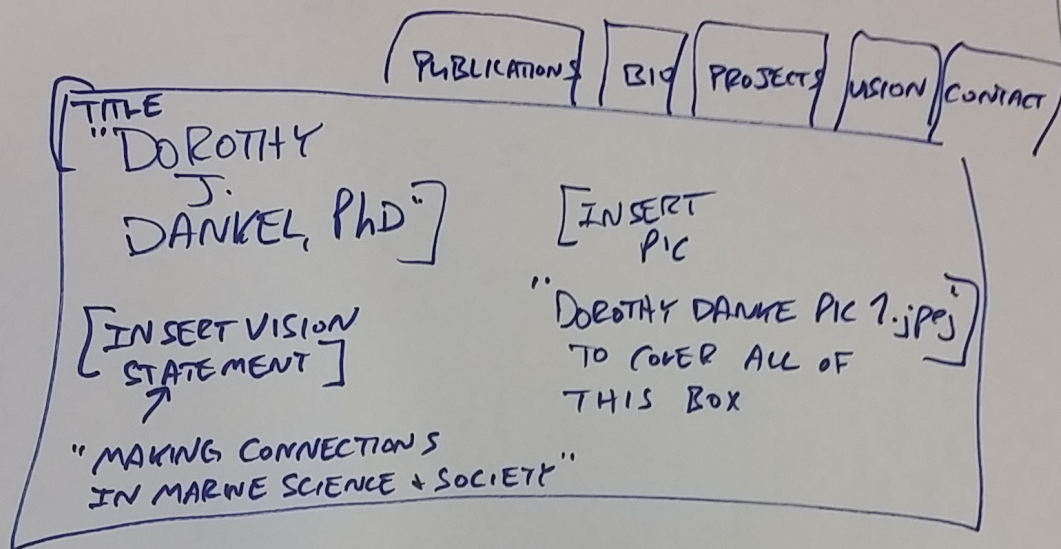 PUBLICATIONS BIO PROJECTS VISION CONTACT
TITLE
"DOROTHY
J.
DANKEL, PhD"]
[INSERT
PIC
"DOROTHY DANKE PIC 1.jpej"]
TO COVER ALL OF
THIS BOX
[INSERT VISION
STATEMENT]
"MAKING CONNECTIONS
IN MARINE SCIENCE + SOCIETY"